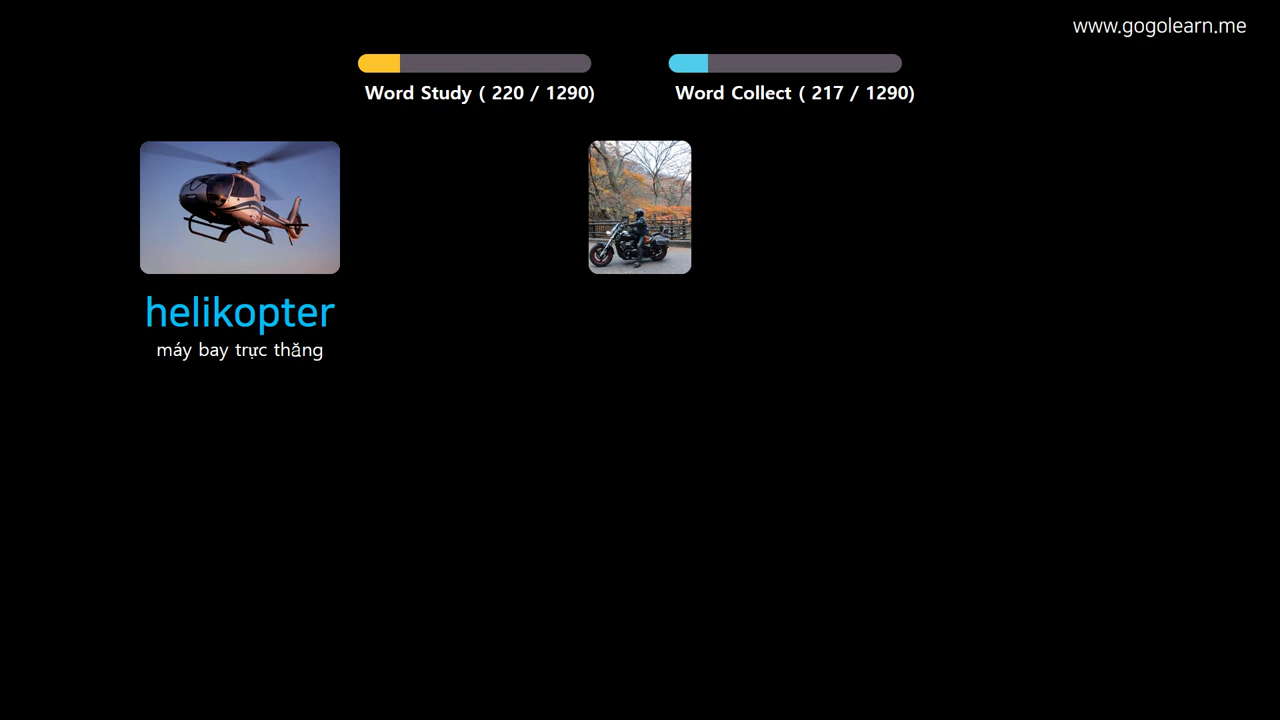 www.gogolearn.me
Word Study ( 220 / 1290)
Word Collect ( 217 / 1290)
helikopter
máy bay trực thăng